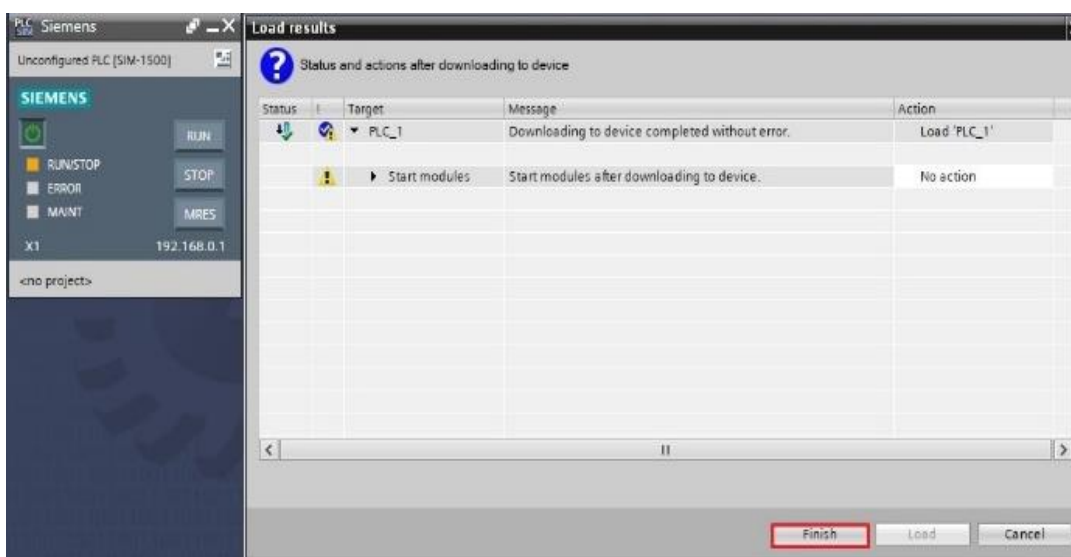 PLC SIM Siemens
Unconfigured PLC [SIM-1500]
SIEMENS
RUN
RUN/STOP
STOP
ERROR
MAINT
MRES
X1 192.168.0.1
<no project>
Load results
Status and actions after downloading to device
Status ! Target Message Action
PLC_1 Downloading to device completed without error. Load 'PLC_1'
Start modules Start modules after downloading to device. No action
Finish Load Cancel